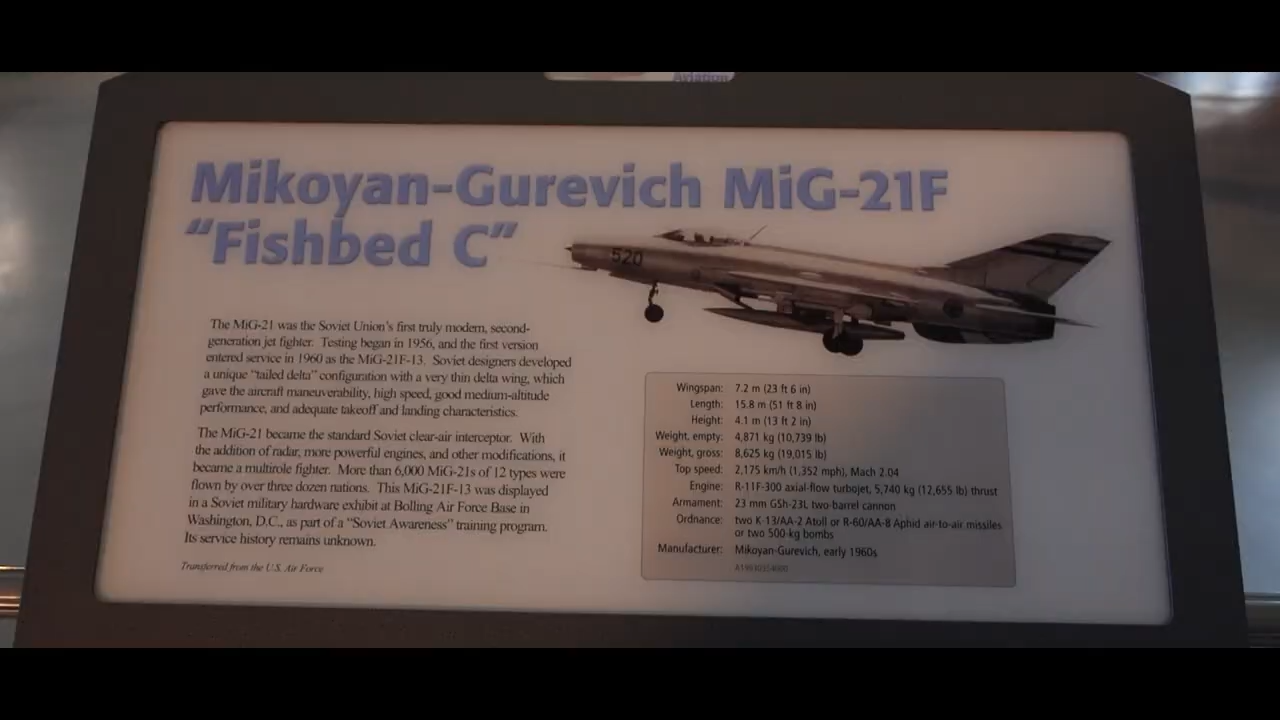 Aviation
Mikoyan-Gurevich MiG-21F
“Fishbed C”
520
The MiG-21 was the Soviet Union's first truly modern, second-
generation jet fighter. Testing began in 1956, and the first version
entered service in 1960 as the MiG-21F-13. Soviet designers developed
a unique “tailed delta” configuration with a very thin delta wing, which
gave the aircraft maneuverability, high speed, good medium-altitude
performance, and adequate takeoff and landing characteristics.
The MiG-21 became the standard Soviet clear-air interceptor. With
the addition of radar, more powerful engines, and other modifications, it
became a multirole fighter. More than 6,000 MiG-21s of 12 types were
flown by over three dozen nations. This MiG-21F-13 was displayed
in a Soviet military hardware exhibit at Bolling Air Force Base in
Washington, D.C., as part of a “Soviet Awareness” training program.
Its service history remains unknown.
Transferred from the U.S. Air Force
Wingspan: 7.2 m (23 ft 6 in)
Length: 15.8 m (51 ft 8 in)
Height: 4.1 m (13 ft 2 in)
Weight, empty: 4,871 kg (10,739 lb)
Weight, gross: 8,625 kg (19,015 lb)
Top speed: 2,175 km/h (1,352 mph), Mach 2.04
Engine: R-11F-300 axial-flow turbojet, 5,740 kg (12,655 lb) thrust
Armament: 23 mm GSh-23L two-barrel cannon
Ordnance: two K-13/AA-2 Atoll or R-60/AA-8 Aphid air-to-air missiles
or two 500-kg bombs
Manufacturer: Mikoyan-Gurevich, early 1960s